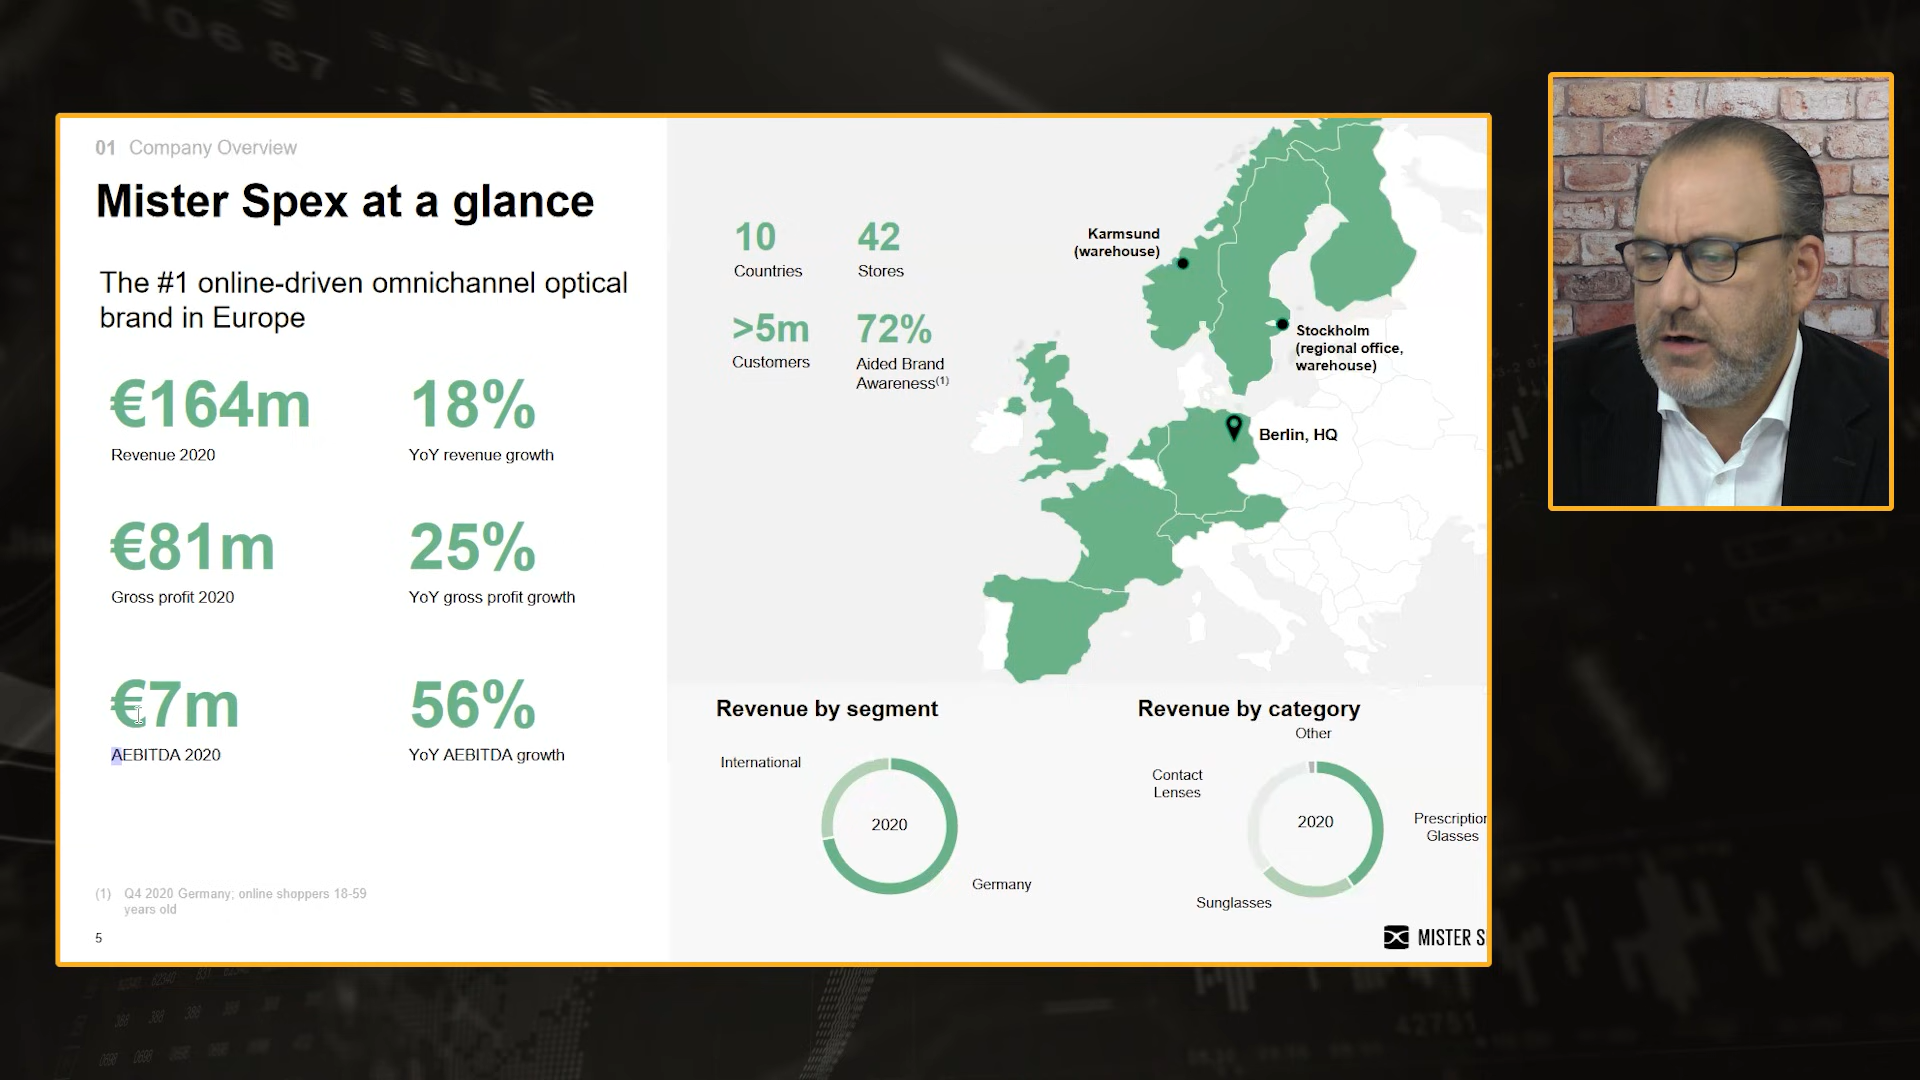 01 Company Overview
Mister Spex at a glance
The #1 online-driven omnichannel optical
brand in Europe
€164m
Revenue 2020
18%
YoY revenue growth
€81m
Gross profit 2020
25%
YoY gross profit growth
€7m
AEBITDA 2020
56%
YoY AEBITDA growth
(1) Q4 2020 Germany; online shoppers 18-59
years old
5
10
Countries
42
Stores
>5m
Customers
72%
Aided Brand
Awareness(1)
Karmsund
(warehouse)
Stockholm
(regional office,
warehouse)
Berlin, HQ
Revenue by segment
International
2020
Germany
Revenue by category
Other
Contact
Lenses
2020
Prescription
Glasses
Sunglasses
MISTER S